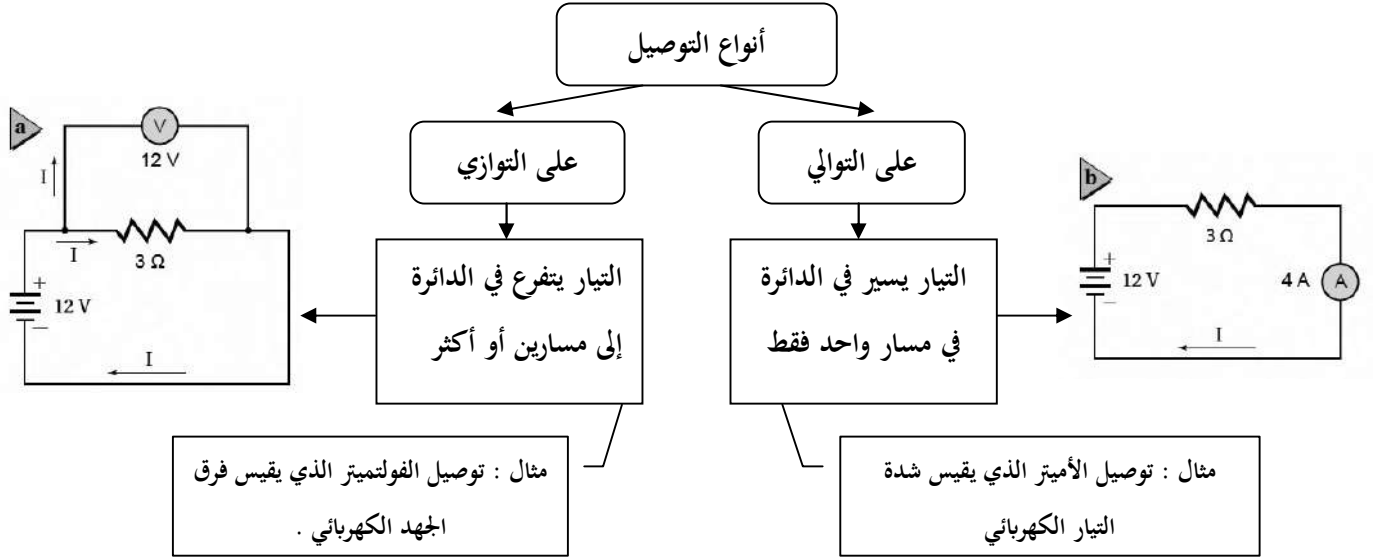 أنواع التوصيل
على التوالي
على التوازي
التيار يسير في الدائرة
في مسار واحد فقط
التيار يتفرع في الدائرة
إلى مسارين أو أكثر
مثال : توصيل الأميتر الذي يقيس شدة
التيار الكهربائي
مثال : توصيل الفولتميتر الذي يقيس فرق
الجهد الكهربائي .
a
V
12 V
I
I
3 Ω
+
12 V
−
I
b
3 Ω
+
12 V
−
4 A
A
I